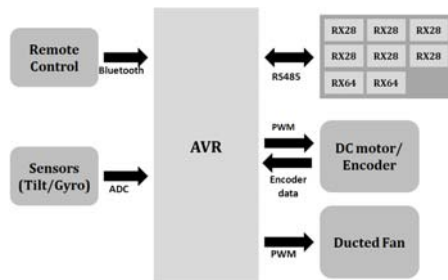 Remote
Control
Bluetooth
Sensors
(Tilt/Gyro)
ADC
AVR
RS485
RX28 RX28 RX28
RX28 RX28 RX28
RX64 RX64
PWM
DC motor/
Encoder
Encoder
data
PWM
Ducted Fan